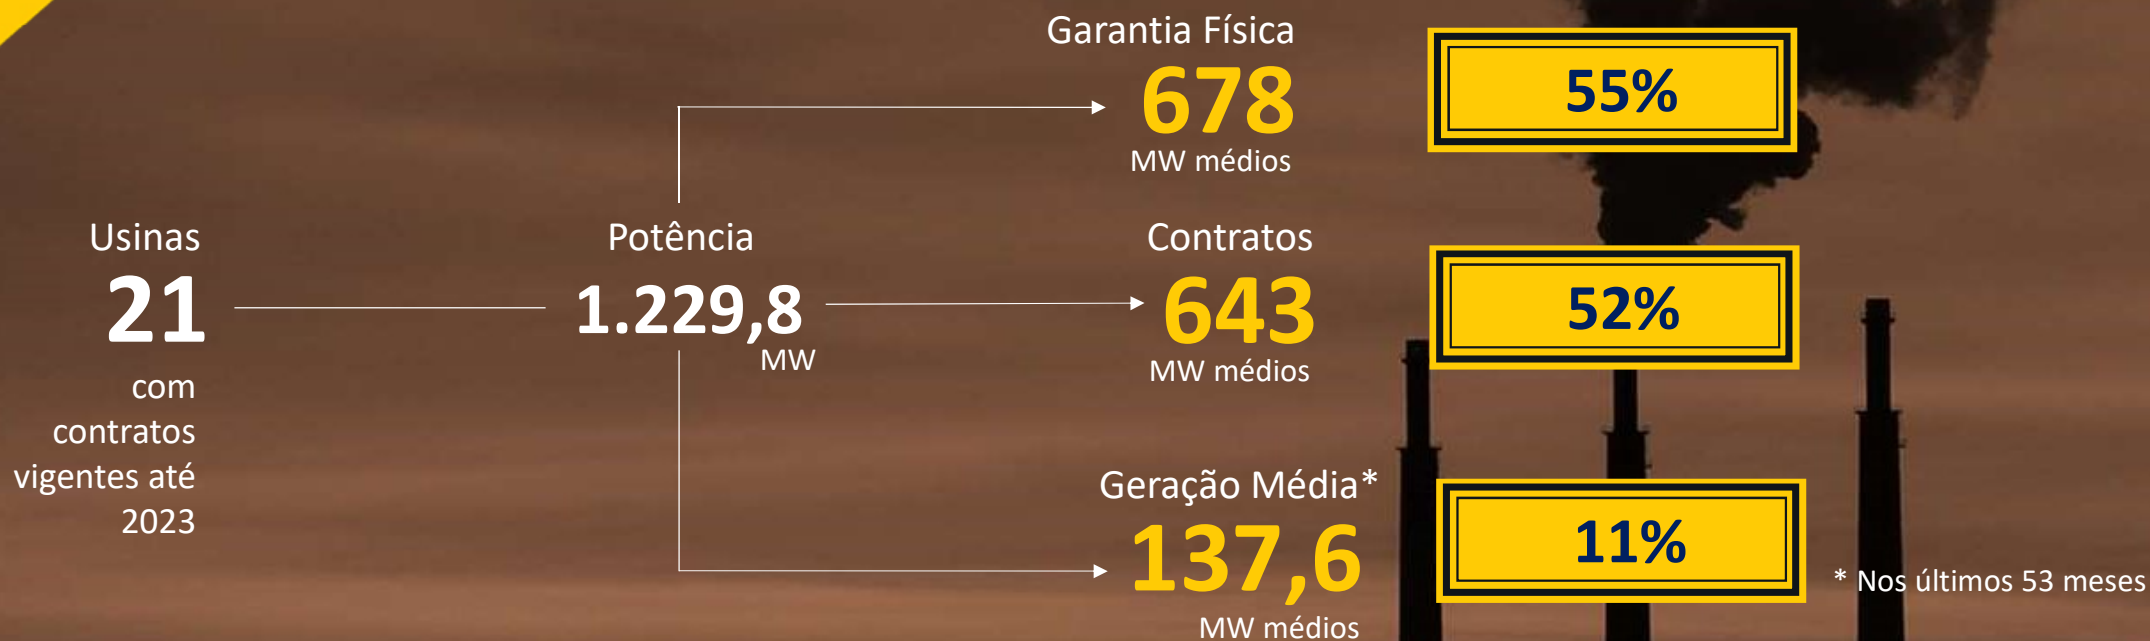 Usinas
21
com
contratos
vigentes até
2023
Potência
1.229,8
MW
Garantia Física
678
MW médios
55%
Contratos
643
MW médios
52%
Geração Média*
137,6
MW médios
11%
* Nos últimos 53 meses